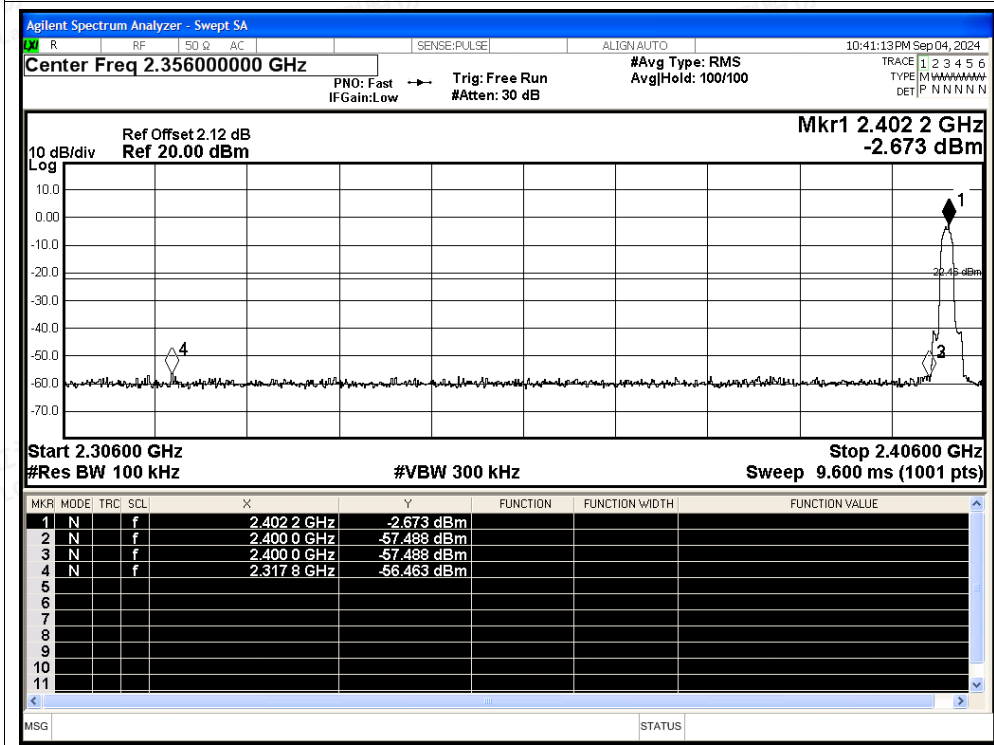 Agilent Spectrum Analyzer - Swept SA
LXI R RF 50 Ω AC SENSE:PULSE ALIGN AUTO 10:41:13 PM Sep 04, 2024
Center Freq 2.356000000 GHz #Avg Type: RMS TRACE 1 2 3 4 5 6
PNO: Fast Trig: Free Run Avg|Hold: 100/100 TYPE M
IFGain:Low #Atten: 30 dB DET P N N N N N
Mkr1 2.402 2 GHz
Ref Offset 2.12 dB
10 dB/div Ref 20.00 dBm -2.673 dBm
Log
10.0
1
0.00
-10.0
-20.0
-22.45 dBm
-30.0
-40.0
4
3
-50.0
-60.0
-70.0
Start 2.30600 GHz Stop 2.40600 GHz
#Res BW 100 kHz #VBW 300 kHz Sweep 9.600 ms (1001 pts)
MKR MODE TRC SCL X Y FUNCTION FUNCTION WIDTH FUNCTION VALUE
1 N f 2.402 2 GHz -2.673 dBm
2 N f 2.400 0 GHz -57.488 dBm
3 N f 2.400 0 GHz -57.488 dBm
4 N f 2.317 8 GHz -56.463 dBm
5
6
7
8
9
10
11
MSG STATUS